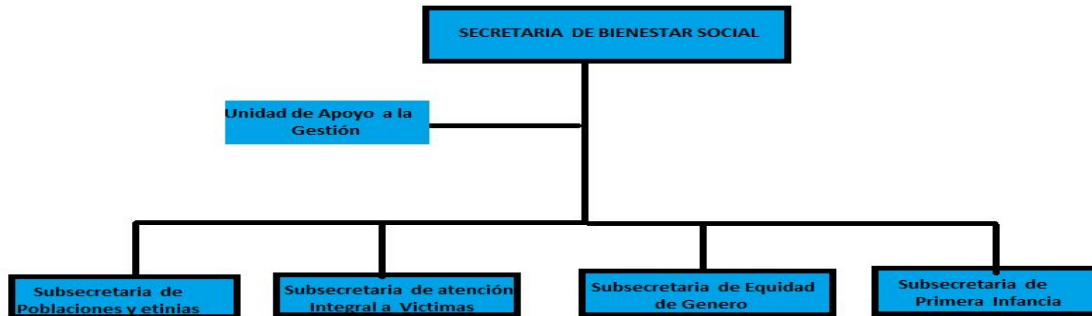 SECRETARIA DE BIENESTAR SOCIAL
Unidad de Apoyo a la
Gestión
Subsecretaria de
Poblaciones y etinias
Subsecretaria de atención
Integral a Victimas
Subsecretaria de Equidad
de Genero
Subsecretaria de
Primera Infancia